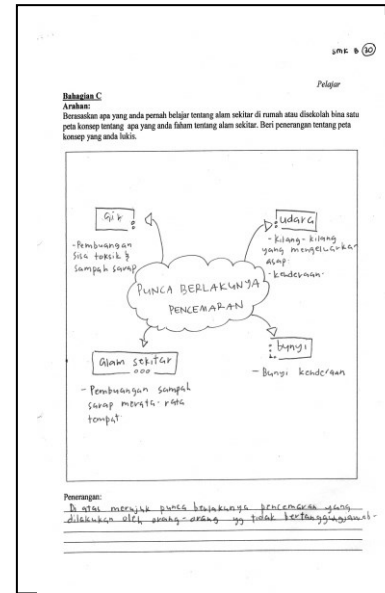 SMK B 20
Pelajar
Bahagian C
Arahan:
Berasaskan apa yang anda pernah belajar tentang alam sekitar di rumah atau disekolah bina satu
peta konsep tentang apa yang anda faham tentang alam sekitar. Beri penerangan tentang peta
konsep yang anda lukis.
air
- Pembuangan
sisa toksik &
sampah sarap
udara
- kilang-kilang
yang mengeluarkan
asap.
- kenderaan.
PUNCA BERLAKUNYA
PENCEMARAN
alam sekitar
- Pembuangan sampah
sarap merata-rata
tempat
bunyi
- Bunyi kenderaan
Penerangan:
Di atas merujuk punca berlakunya pencemaran yang
dilakukan oleh orang-orang yg tidak bertanggungjawab.